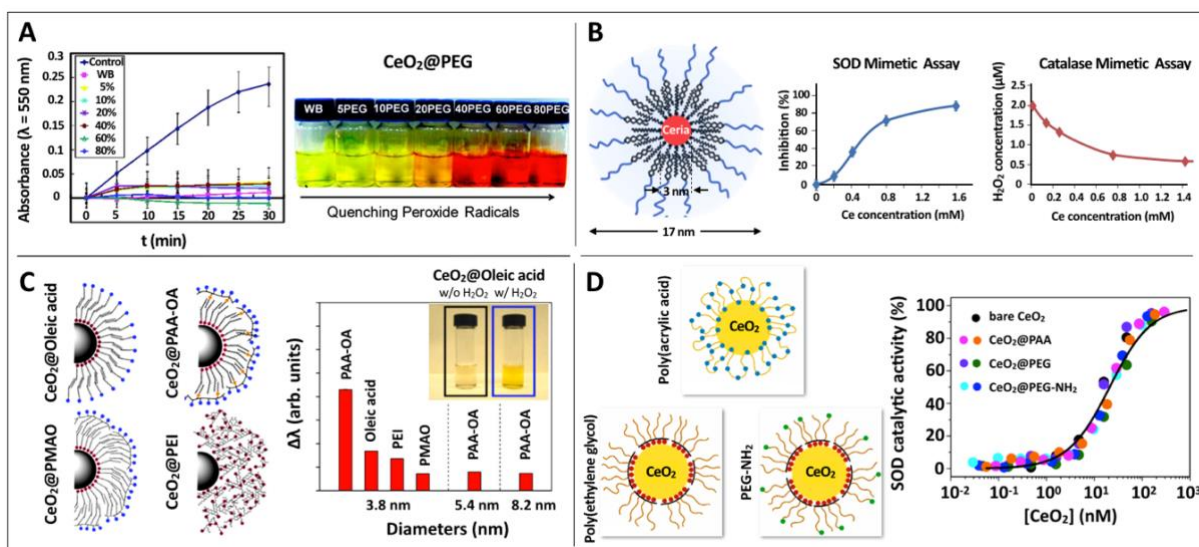 A
Absorbance (λ = 550 nm)
0.3
0.25
0.2
0.15
0.1
0.05
0
Control
WB
5%
10%
20%
40%
60%
80%
0 5 10 15 20 25 30
t (min)
CeO₂@PEG
WB 5PEG 10PEG 20PEG 40PEG 60PEG 80PEG
Quenching Peroxide Radicals
B
Ceria
3 nm
17 nm
SOD Mimetic Assay
Inhibition (%)
100
80
60
40
20
0
0 0.4 0.8 1.2 1.6
Ce concentration (mM)
Catalase Mimetic Assay
H₂O₂ concentration (µM)
2.5
2.0
1.5
1.0
0.5
0
0 0.2 0.4 0.6 0.8 1.0 1.2 1.4
Ce concentration (mM)
C
CeO₂@Oleic acid
CeO₂@PAA-OA
CeO₂@PMAO
CeO₂@PEI
Δλ (arb. units)
CeO₂@Oleic acid
w/o H₂O₂ w/ H₂O₂
PAA-OA
Oleic acid
PEI
PMAO
PAA-OA
PAA-OA
3.8 nm 5.4 nm 8.2 nm
Diameters (nm)
D
Poly(acrylic acid)
CeO₂
Poly(ethylene glycol)
CeO₂
PEG-NH₂
CeO₂
SOD catalytic activity (%)
100
80
60
40
20
0
bare CeO₂
CeO₂@PAA
CeO₂@PEG
CeO₂@PEG-NH₂
10⁻² 10⁻¹ 10⁰ 10¹ 10² 10³
[CeO₂] (nM)